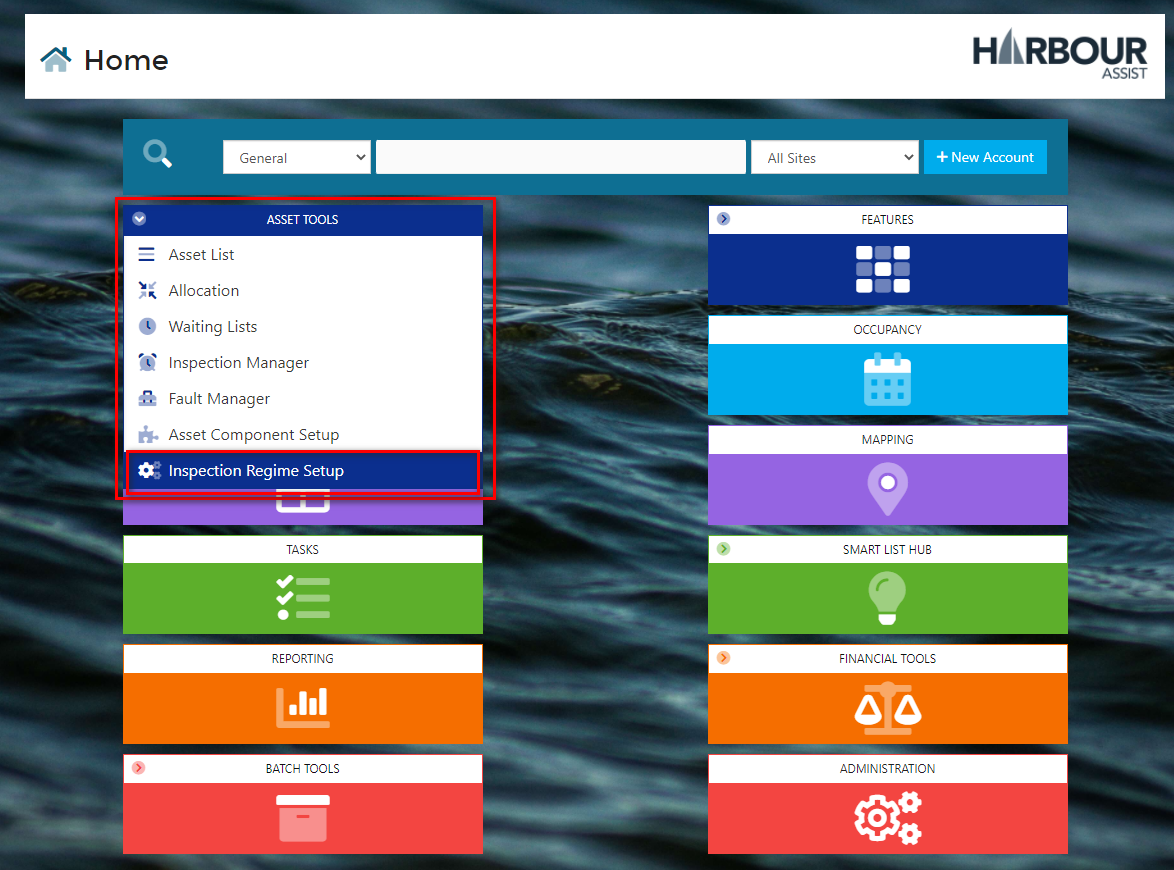 Home
HARBOUR
ASSIST
General
All Sites
+ New Account
ASSET TOOLS
Asset List
Allocation
Waiting Lists
Inspection Manager
Fault Manager
Asset Component Setup
Inspection Regime Setup
FEATURES
OCCUPANCY
MAPPING
TASKS
SMART LIST HUB
REPORTING
FINANCIAL TOOLS
BATCH TOOLS
ADMINISTRATION